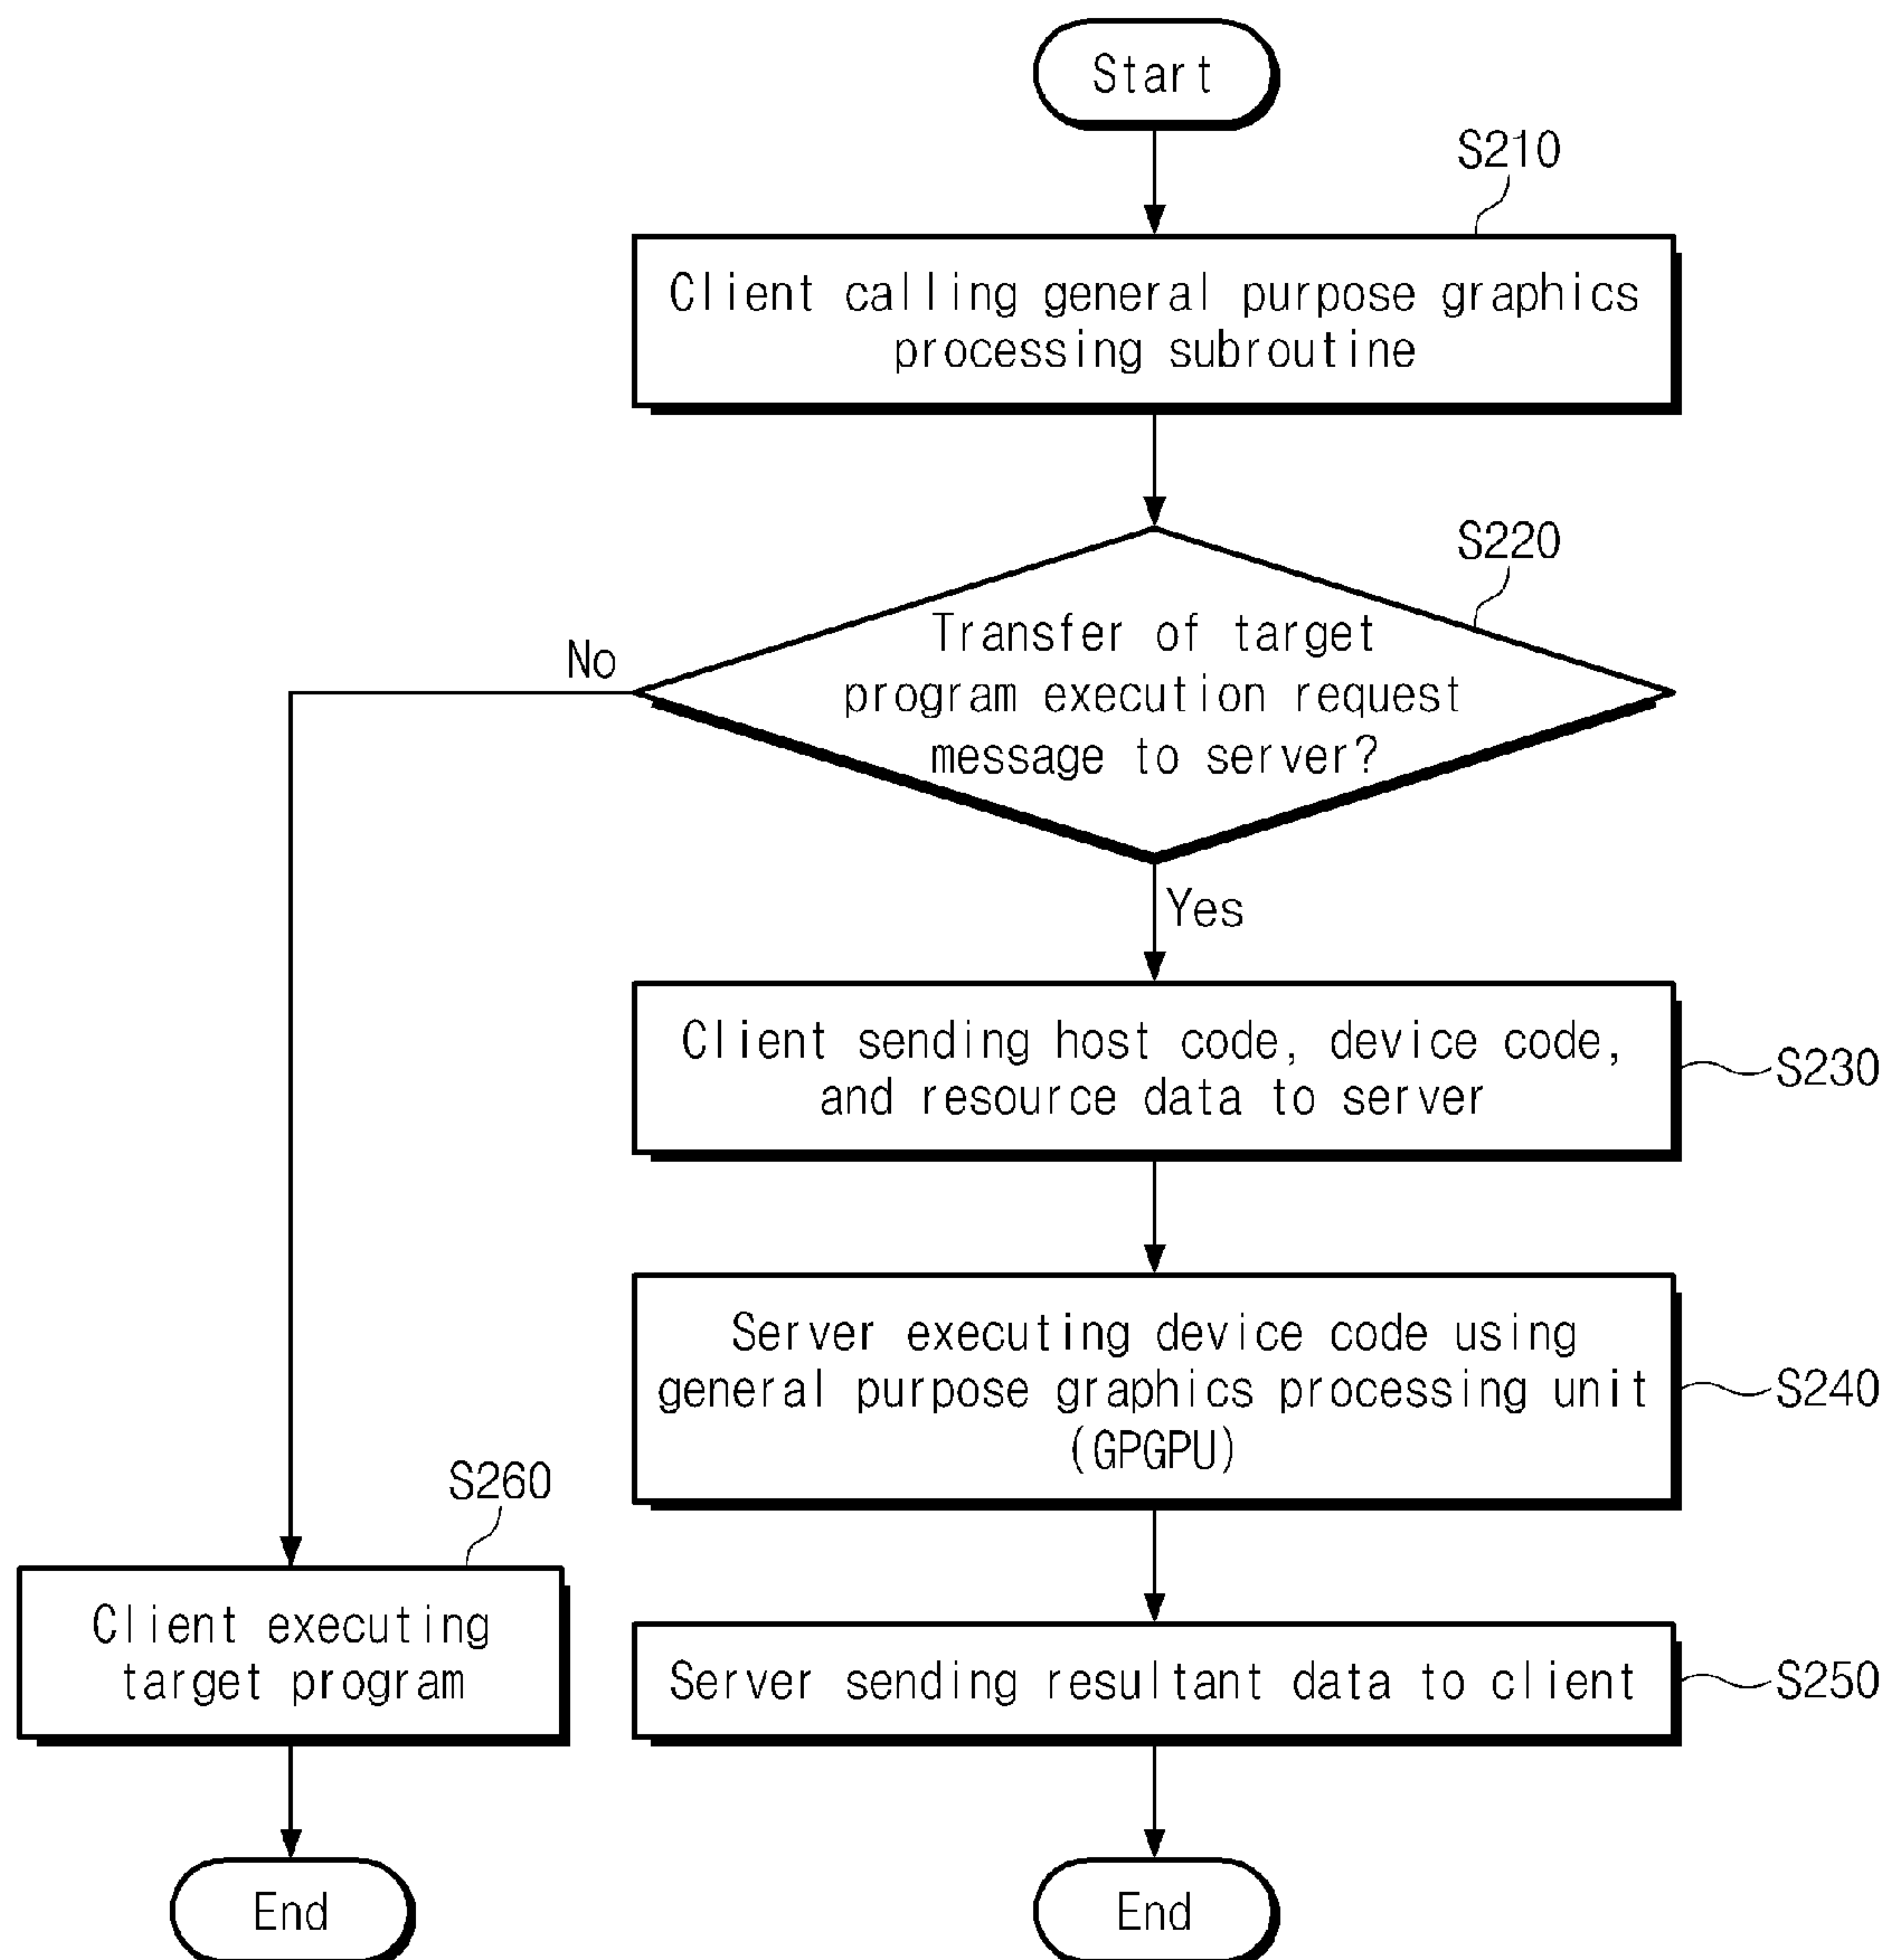 Start
S210
Client calling general purpose graphics
processing subroutine
S220
Transfer of target
program execution request
message to server?
No
Yes
Client sending host code, device code,
and resource data to server
S230
Server executing device code using
general purpose graphics processing unit
(GPGPU)
S240
S260
Client executing
target program
Server sending resultant data to client
S250
End
End